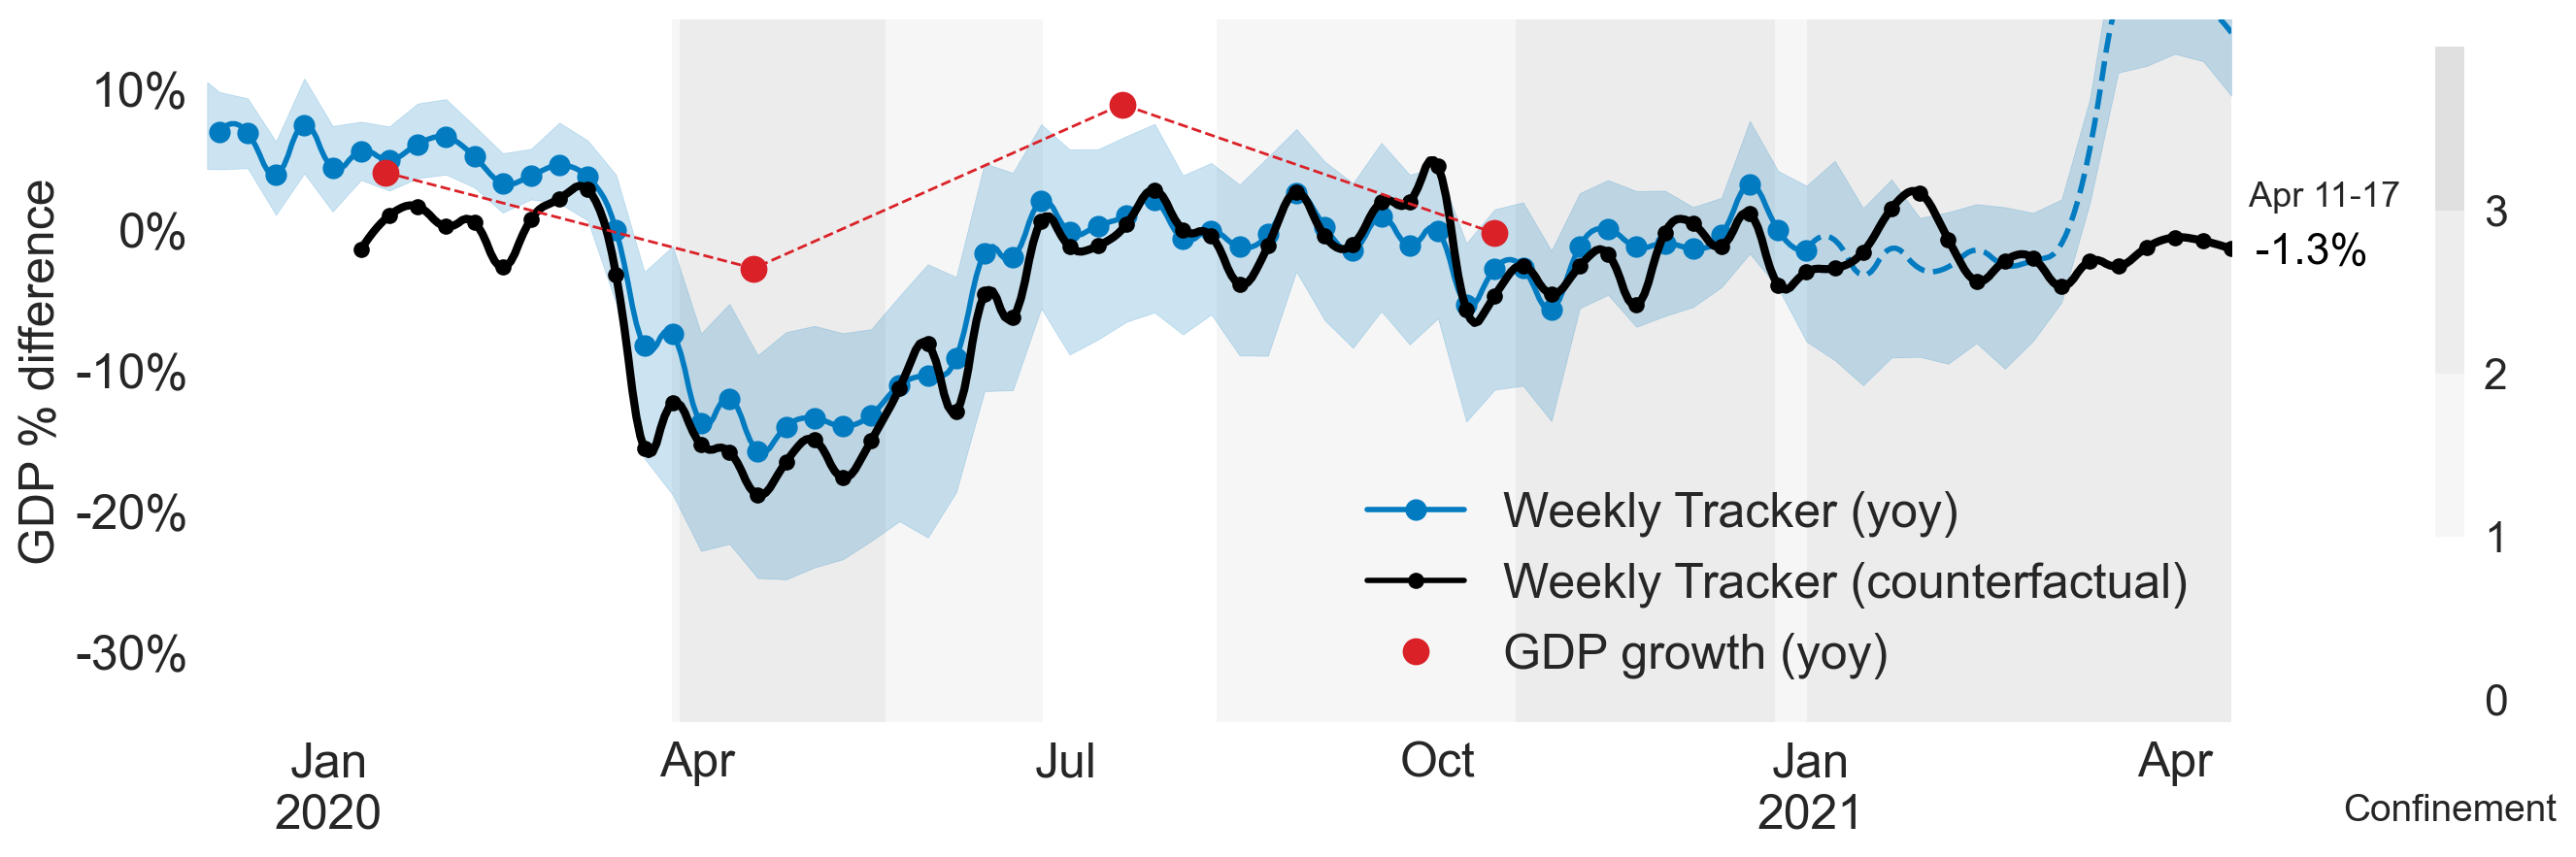 GDP % difference
10%
0%
-10%
-20%
-30%
Weekly Tracker (yoy)
Weekly Tracker (counterfactual)
GDP growth (yoy)
Apr 11-17
-1.3%
3
2
1
0
Jan
2020
Apr
Jul
Oct
Jan
2021
Apr
Confinement